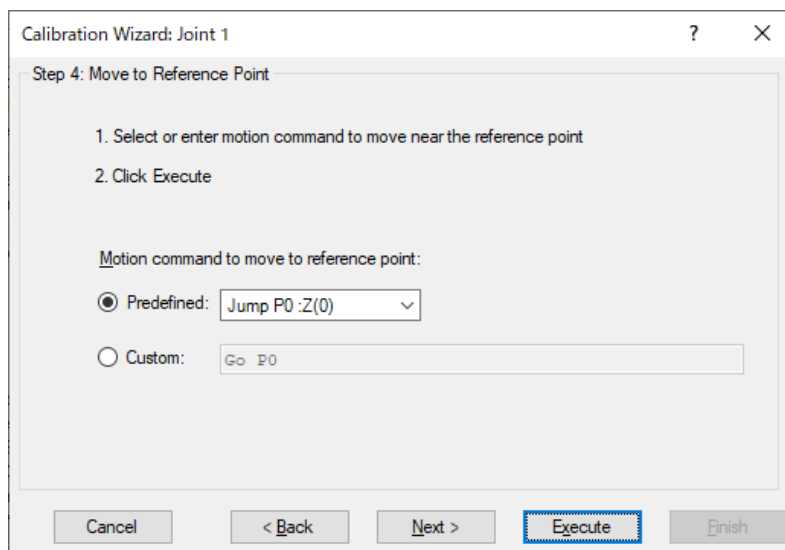 Calibration Wizard: Joint 1 ?
Step 4: Move to Reference Point
1. Select or enter motion command to move near the reference point
2. Click Execute
Motion command to move to reference point:
Predefined: Jump P0 :Z(0)
Custom: Go P0
Cancel < Back Next > Execute Finish